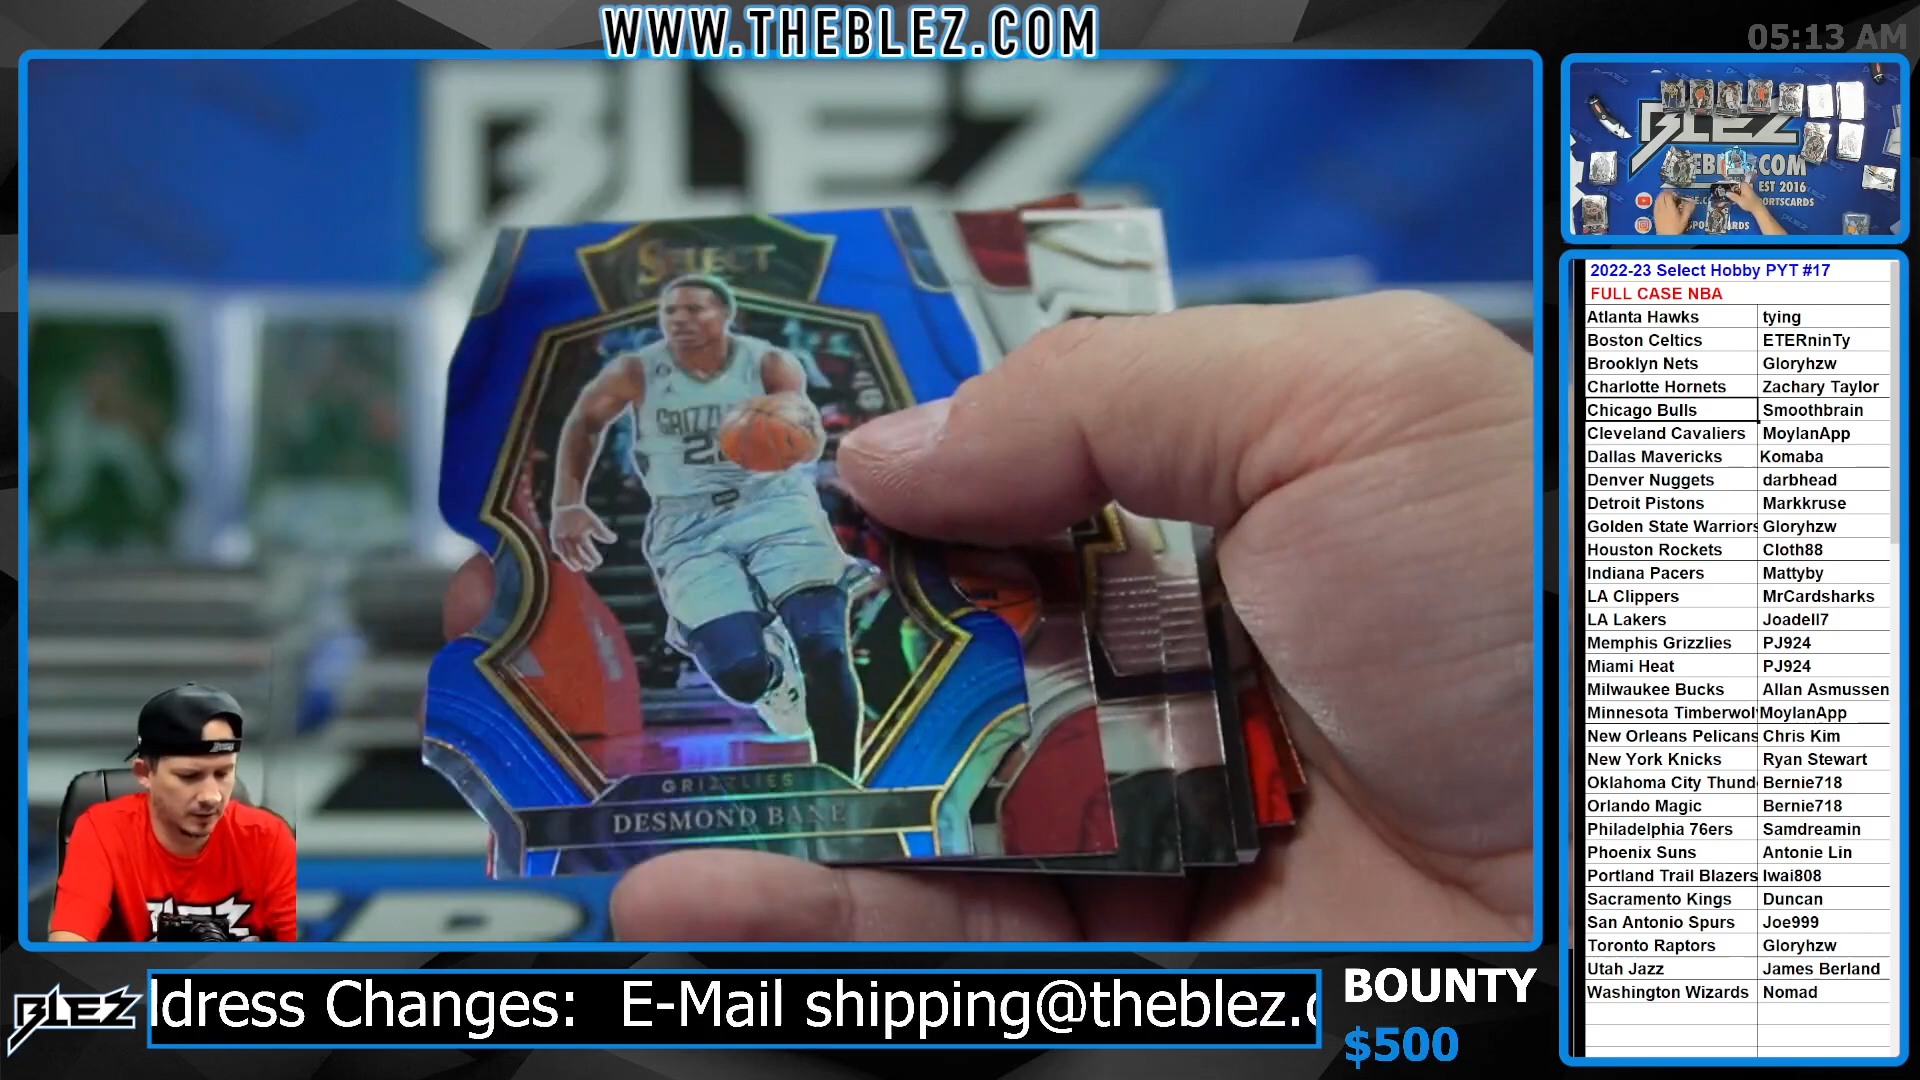 WWW.THEBLEZ.COM
05:13 AM
BLEZ
SELECT
GRIZZLIES
DESMOND BANE
BLEZ
BLEZ
.COM
EST 2016
2022-23 Select Hobby PYT #17
FULL CASE NBA
Atlanta Hawks tying
Boston Celtics ETERninTy
Brooklyn Nets Gloryhzw
Charlotte Hornets Zachary Taylor
Chicago Bulls Smoothbrain
Cleveland Cavaliers MoylanApp
Dallas Mavericks Komaba
Denver Nuggets darbhead
Detroit Pistons Markkruse
Golden State Warriors Gloryhzw
Houston Rockets Cloth88
Indiana Pacers Mattyby
LA Clippers MrCardsharks
LA Lakers Joadell7
Memphis Grizzlies PJ924
Miami Heat PJ924
Milwaukee Bucks Allan Asmussen
Minnesota Timberwol MoylanApp
New Orleans Pelicans Chris Kim
New York Knicks Ryan Stewart
Oklahoma City Thund Bernie718
Orlando Magic Bernie718
Philadelphia 76ers Samdreamin
Phoenix Suns Antonie Lin
Portland Trail Blazers Iwai808
Sacramento Kings Duncan
San Antonio Spurs Joe999
Toronto Raptors Gloryhzw
Utah Jazz James Berland
Washington Wizards Nomad
BLEZ
ldress Changes: E-Mail shipping@theblez.c
BOUNTY
$500